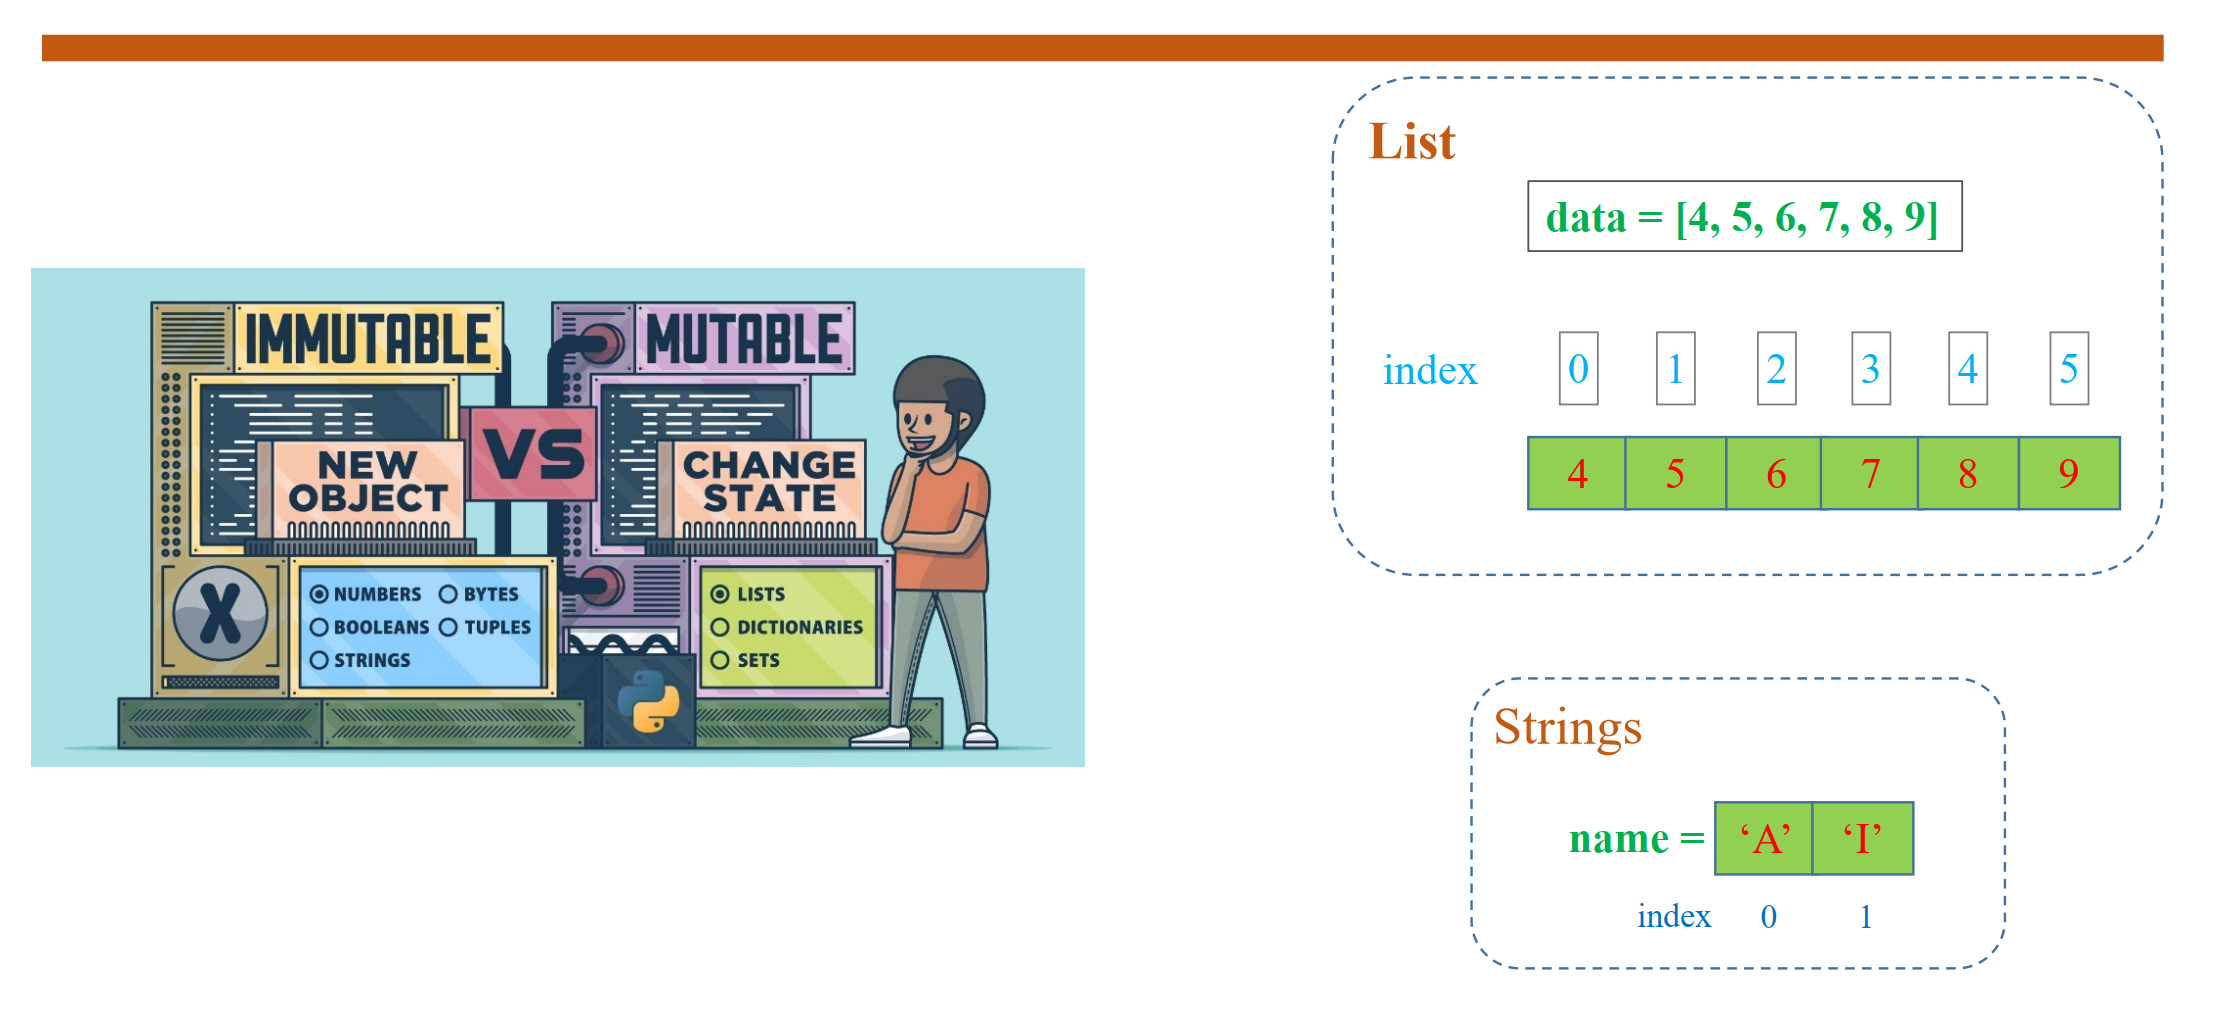 IMMUTABLE
MUTABLE
VS
NEW
OBJECT
CHANGE
STATE
X
NUMBERS BYTES
BOOLEANS TUPLES
STRINGS
LISTS
DICTIONARIES
SETS
List
data = [4, 5, 6, 7, 8, 9]
index 0 1 2 3 4 5
4 5 6 7 8 9
Strings
name = ‘A’ ‘I’
index 0 1